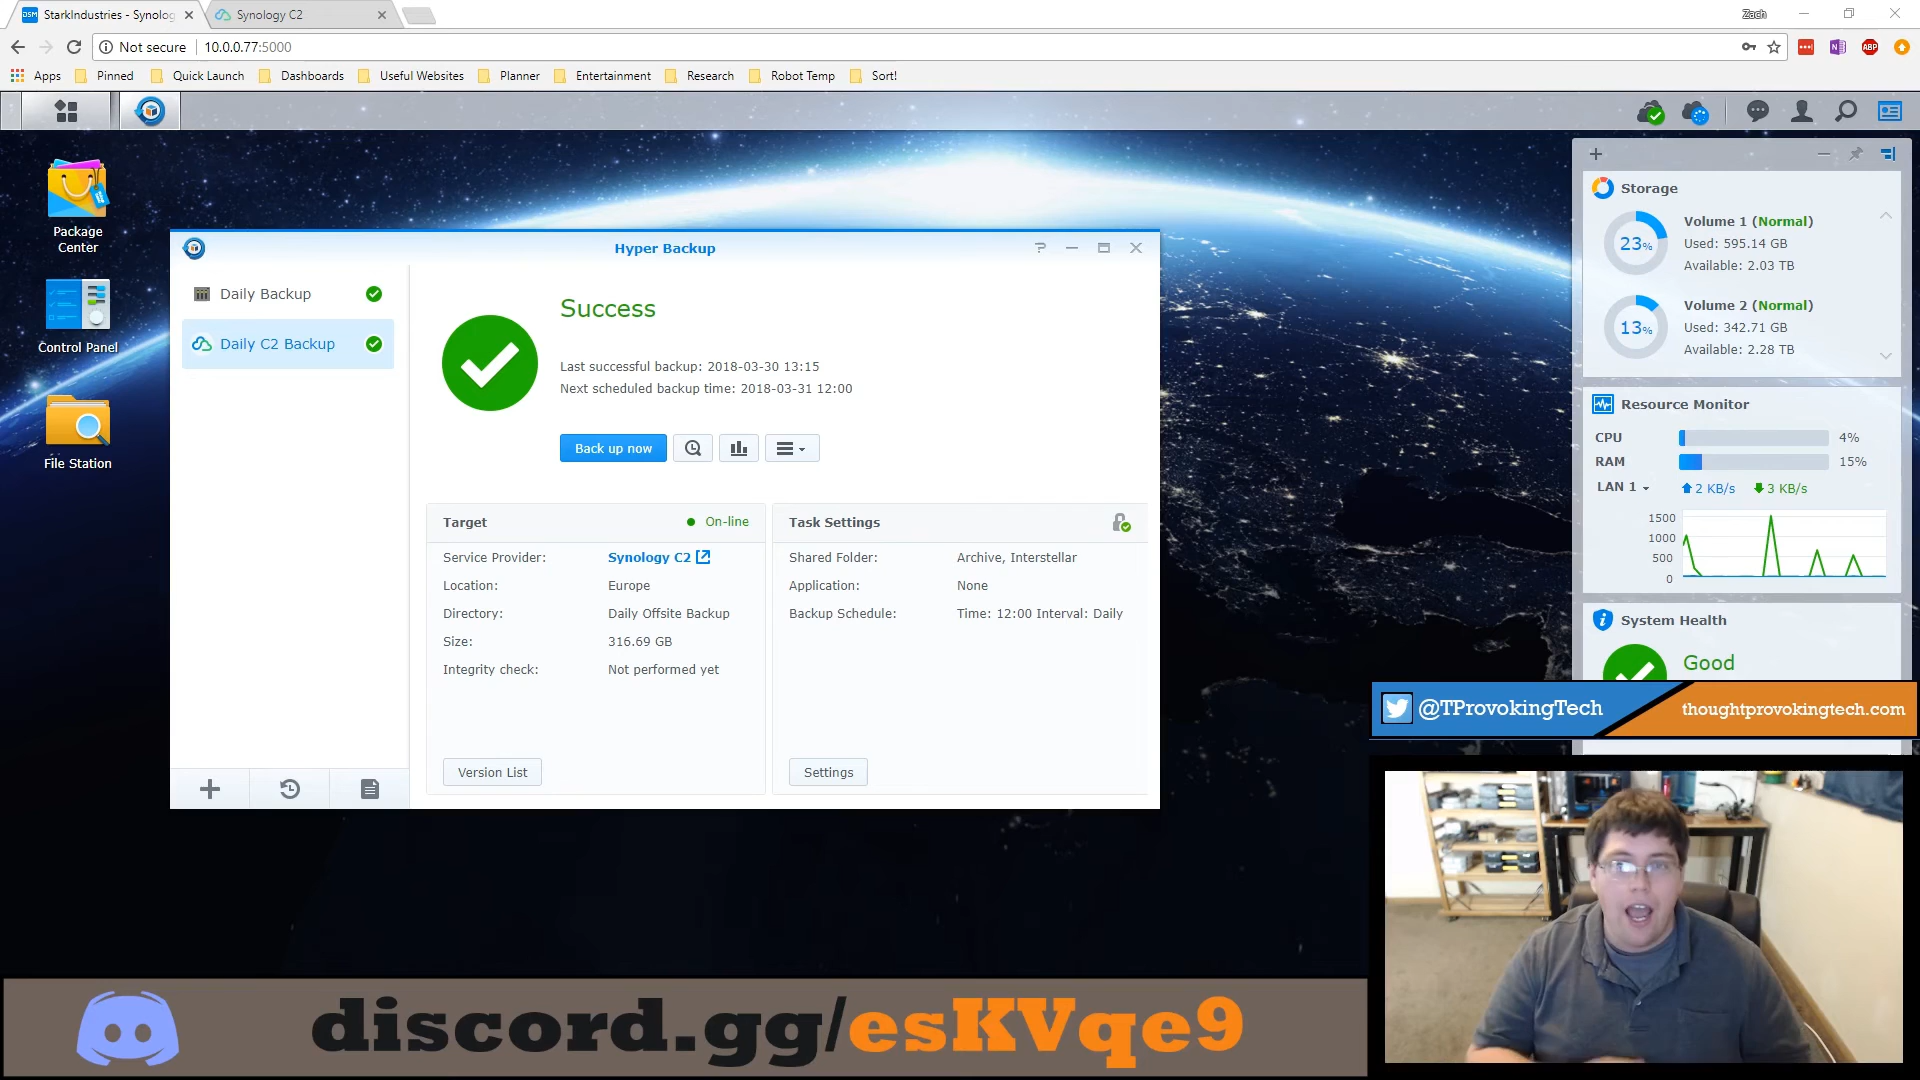 StarkIndustries - Synolog
Synology C2
Zach
Not secure
10.0.0.77:5000
ABP
Apps
Pinned
Quick Launch
Dashboards
Useful Websites
Planner
Entertainment
Research
Robot Temp
Sort!
Package
Center
Control Panel
File Station
Hyper Backup
Daily Backup
Daily C2 Backup
Success
Last successful backup: 2018-03-30 13:15
Next scheduled backup time: 2018-03-31 12:00
Back up now
Target
On-line
Service Provider: Synology C2
Location: Europe
Directory: Daily Offsite Backup
Size: 316.69 GB
Integrity check: Not performed yet
Version List
Task Settings
Shared Folder: Archive, Interstellar
Application: None
Backup Schedule: Time: 12:00 Interval: Daily
Settings
Storage
23%
Volume 1 (Normal)
Used: 595.14 GB
Available: 2.03 TB
13%
Volume 2 (Normal)
Used: 342.71 GB
Available: 2.28 TB
Resource Monitor
CPU 4%
RAM 15%
LAN 1 2 KB/s 3 KB/s
1500
1000
500
0
System Health
Good
@TProvokingTech
thoughtprovokingtech.com
discord.gg/esKVqe9